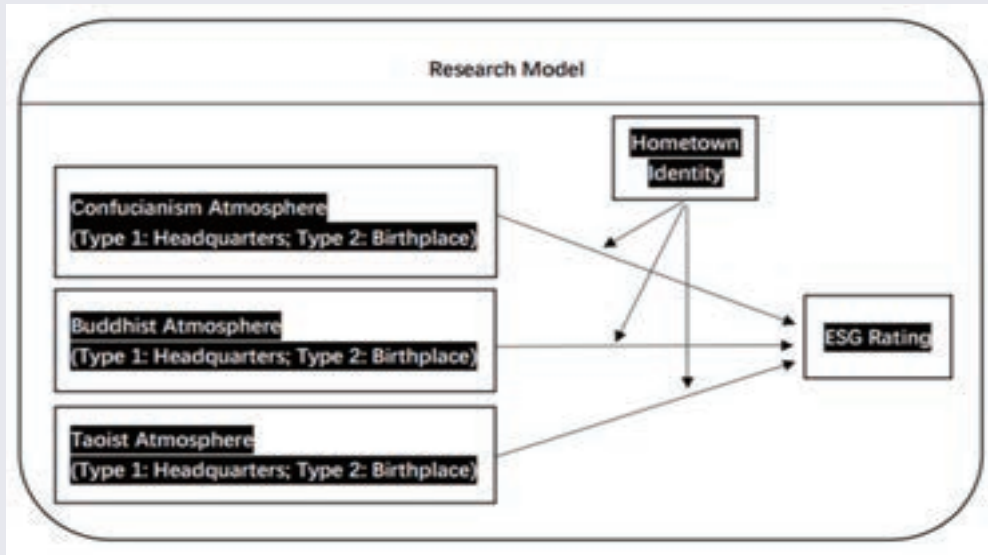 Research Model
Hometown
Identity
Confucianism Atmosphere
(Type 1: Headquarters; Type 2: Birthplace)
Buddhist Atmosphere
(Type 1: Headquarters; Type 2: Birthplace)
ESG Rating
Taoist Atmosphere
(Type 1: Headquarters; Type 2: Birthplace)